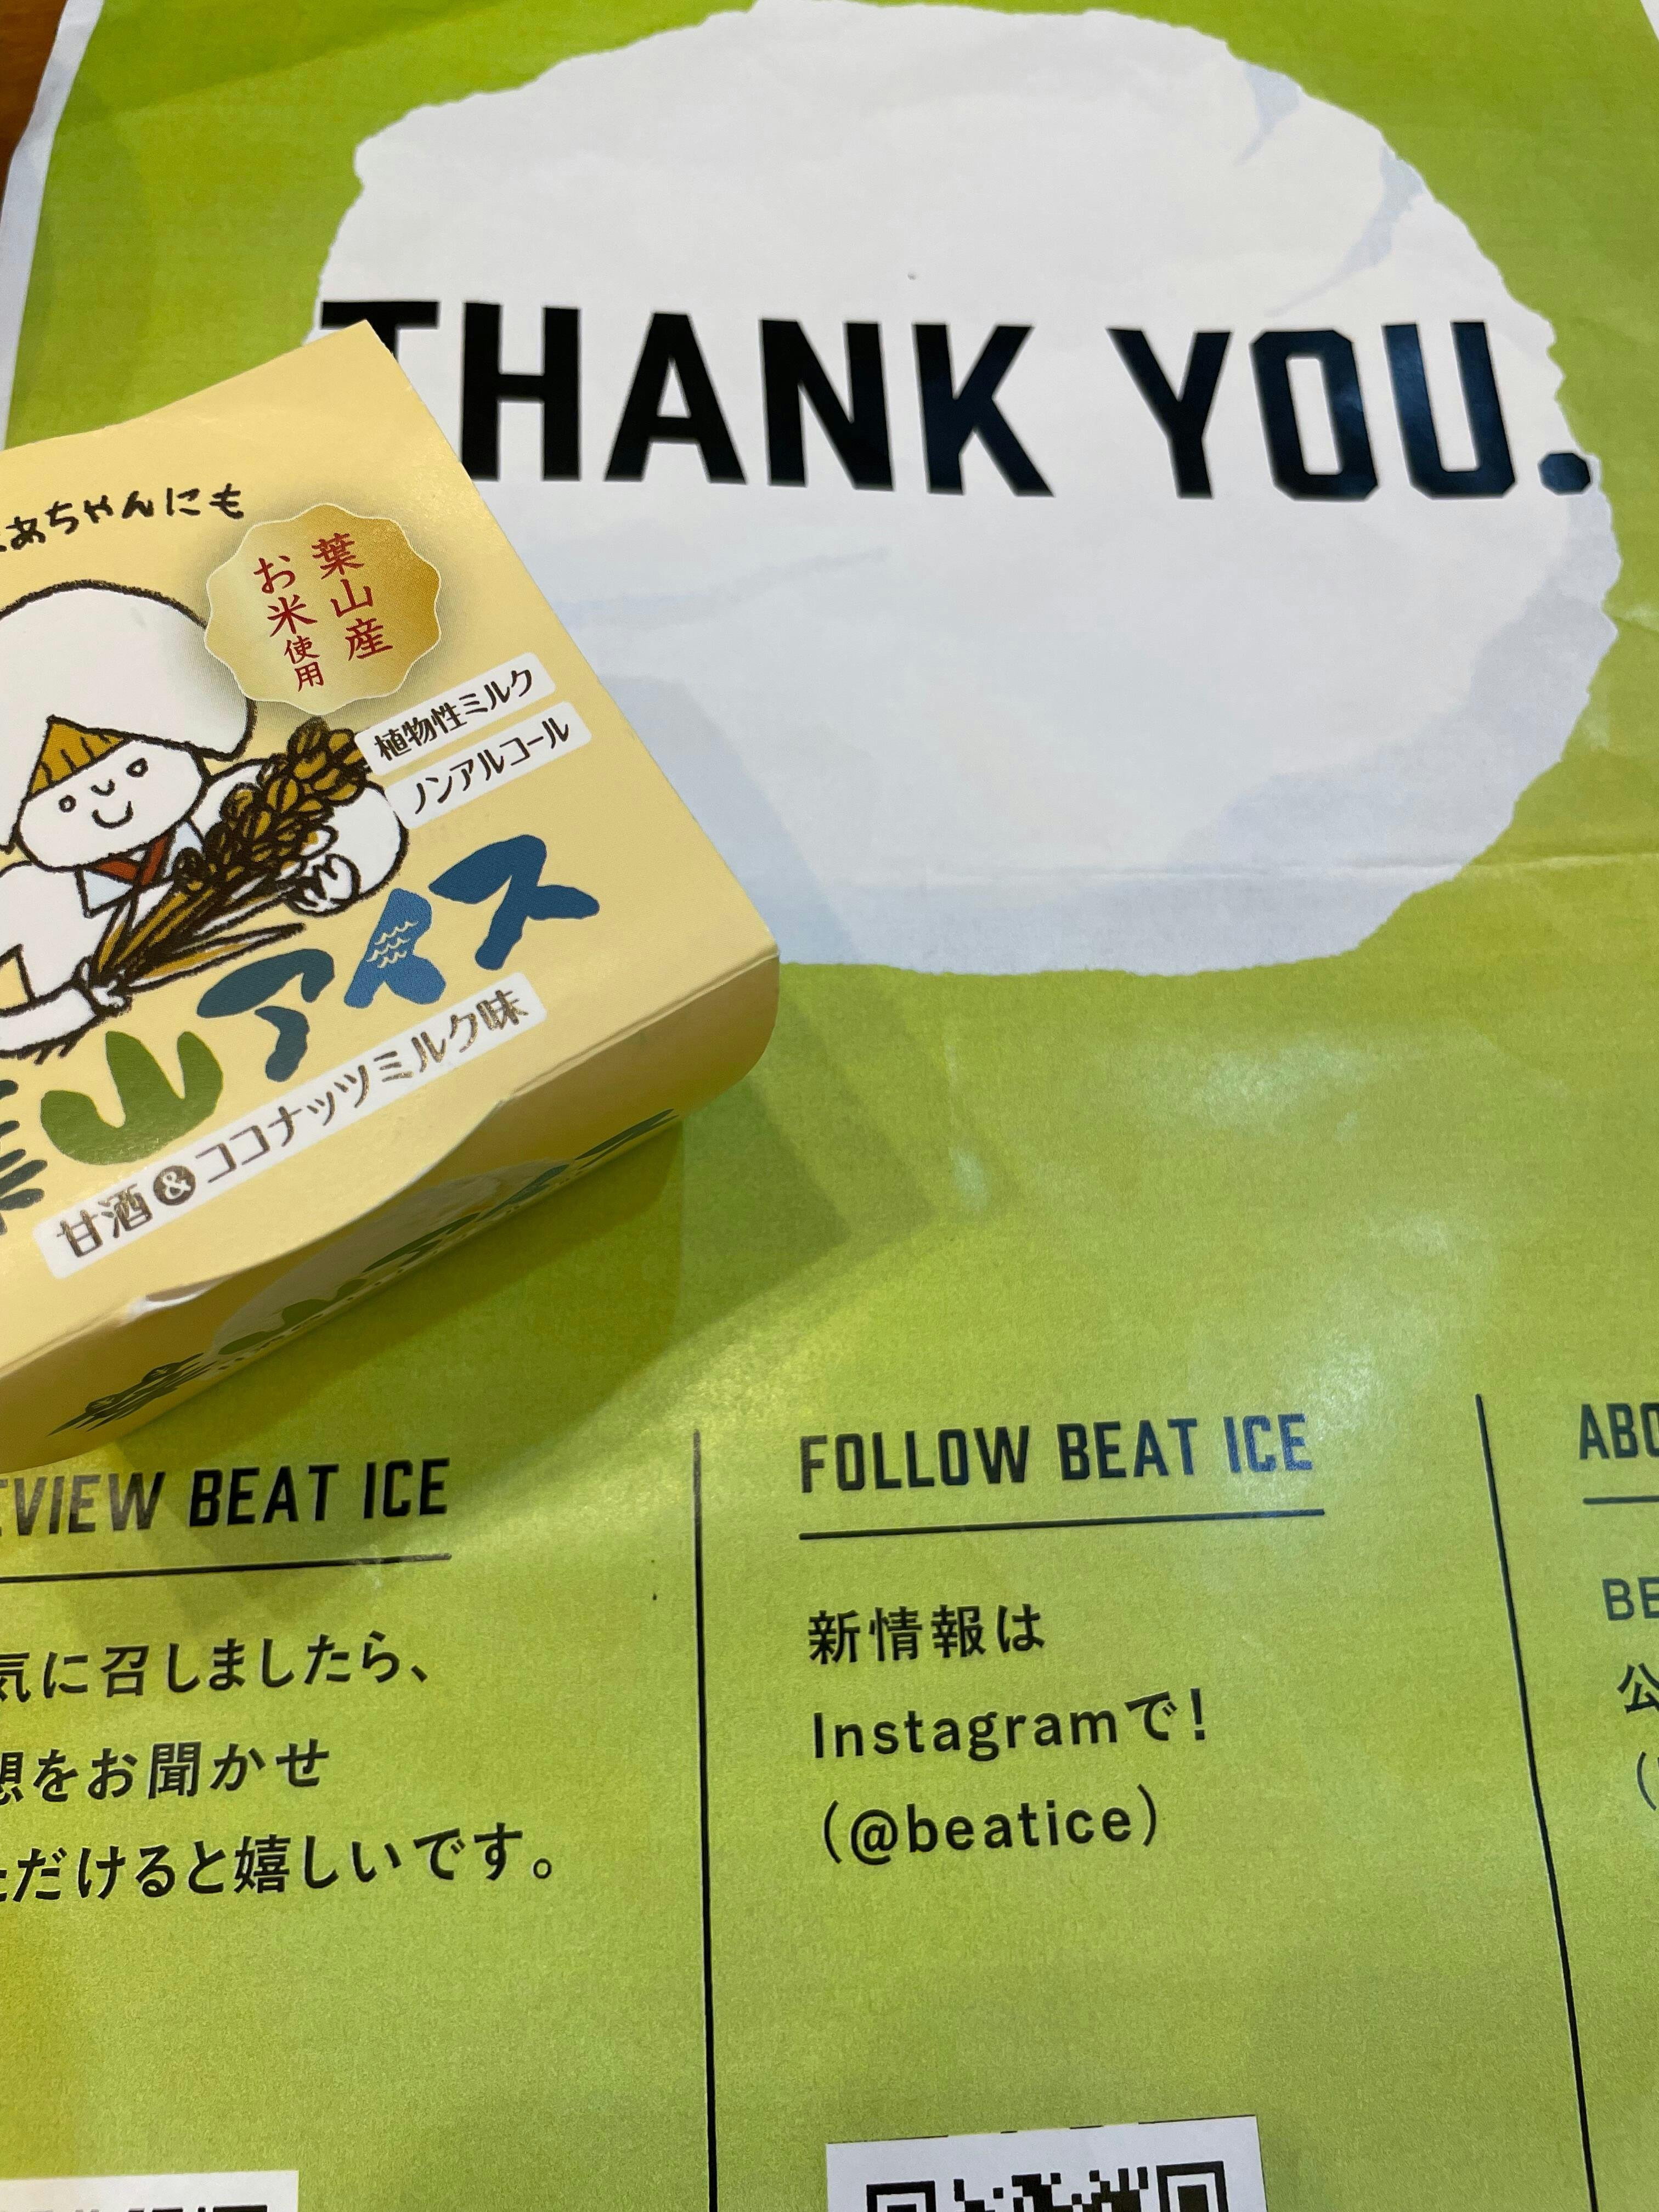 THANK YOU.
あちゃんにも
葉山産
お米使用
植物性ミルク
ノンアルコール
山アイス
甘酒&ココナッツミルク味
REVIEW BEAT ICE
気に召しましたら、
想をお聞かせ
ただけると嬉しいです。
FOLLOW BEAT ICE
新情報は
Instagramで!
(@beatice)